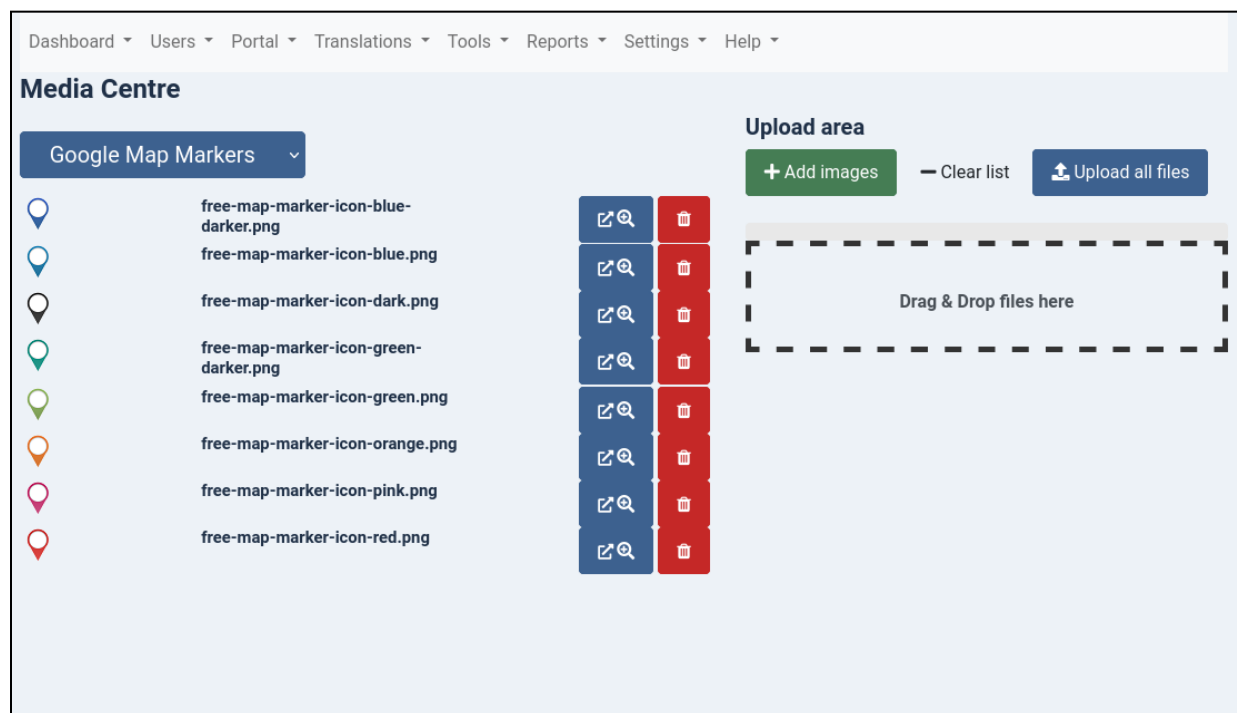 Dashboard Users Portal Translations Tools Reports Settings Help
Media Centre
Google Map Markers
free-map-marker-icon-blue-
darker.png
free-map-marker-icon-blue.png
free-map-marker-icon-dark.png
free-map-marker-icon-green-
darker.png
free-map-marker-icon-green.png
free-map-marker-icon-orange.png
free-map-marker-icon-pink.png
free-map-marker-icon-red.png
Upload area
Add images Clear list Upload all files
Drag & Drop files here